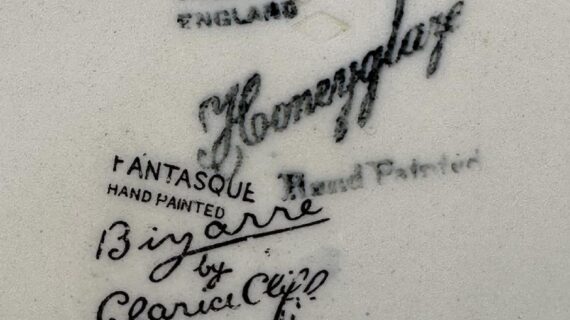 ENGLAND
Honeyglaze
Hand Painted
FANTASQUE
HAND PAINTED
Bizarre
by
Clarice Cliff